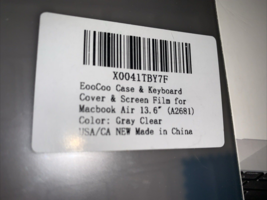 X0041TBY7F
EooCoo Case & Keyboard
Cover & Screen Film for
Macbook Air 13.6" (A2681)
Color: Gray Clear
USA/CA NEW Made in China